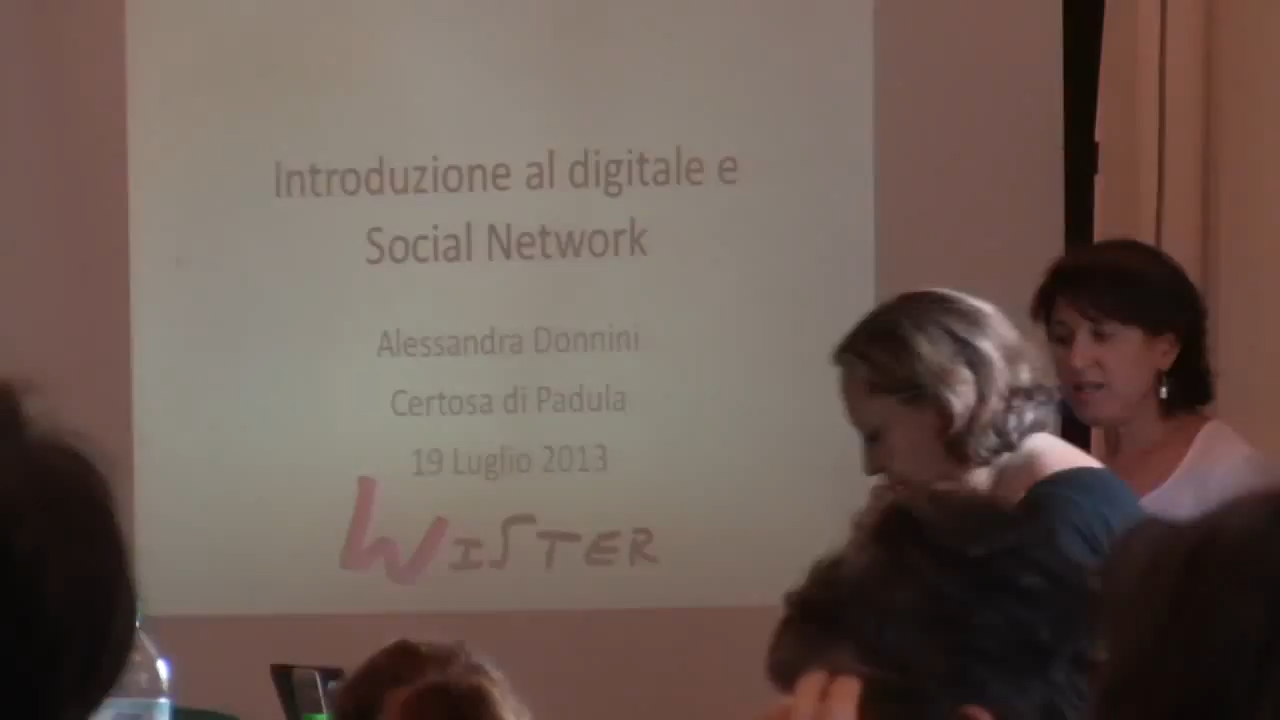 Introduzione al digitale e
Social Network
Alessandra Donnini
Certosa di Padula
19 Luglio 2013
WISTER